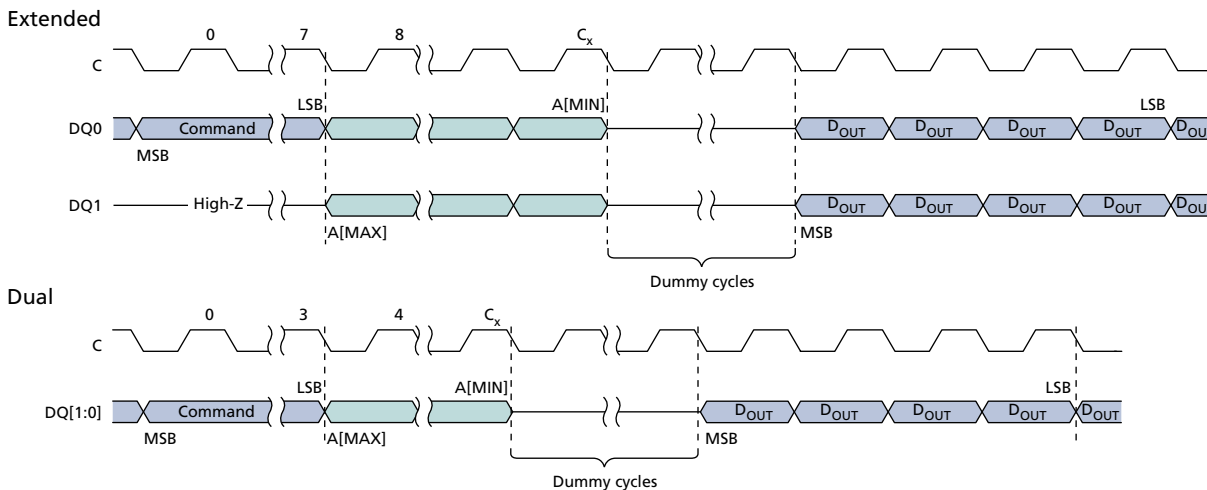 Extended
0 7 8 Cx
C
LSB A[MIN] LSB
DQ0 Command DOUT DOUT DOUT DOUT DOU
MSB
DQ1 High-Z DOUT DOUT DOUT DOUT DOU
A[MAX] MSB
Dummy cycles
Dual
0 3 4 Cx
C
LSB A[MIN] LSB
DQ[1:0] Command DOUT DOUT DOUT DOUT DOUT
MSB A[MAX] MSB
Dummy cycles